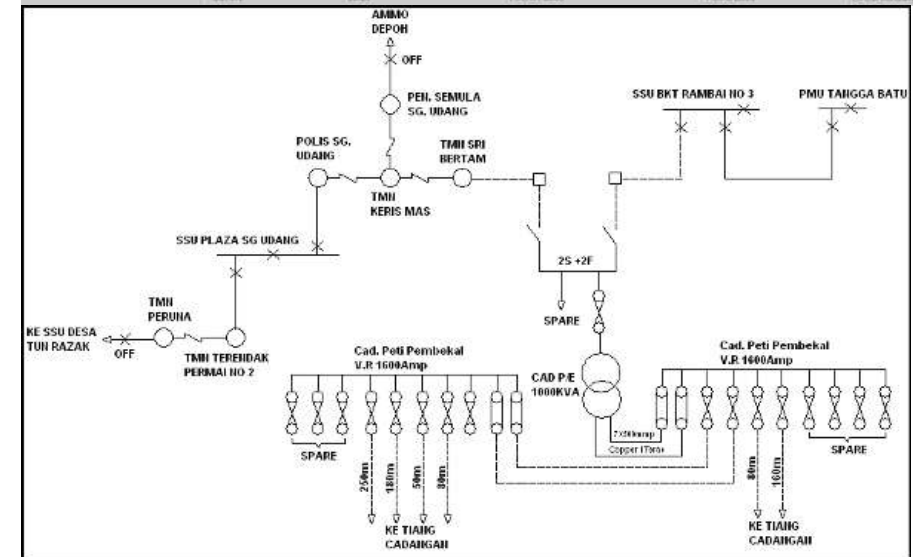 AMMO
DEPOH
OFF
PEN. SEMULA
SG. UDANG
SSU BKT RAMBAI NO 3
PMU TANGGA BATU
POLIS SG.
UDANG
TMN SRI
BERTAM
TMN
KERIS MAS
SSU PLAZA SG UDANG
2S +2F
SPARE
TMN
PERUNA
KE SSU DESA
TUN RAZAK
OFF
TMN TERENDAK
PERMAI NO 2
Cad. Peti Pembekal
V.R 1600Amp
CAD P/E
1000KVA
Cad. Peti Pembekal
V.R 1600Amp
SPARE
Copper
SPARE
250m
180m
50m
80m
80m
160m
KE TIANG
CADANGAN
KE TIANG
CADANGAN